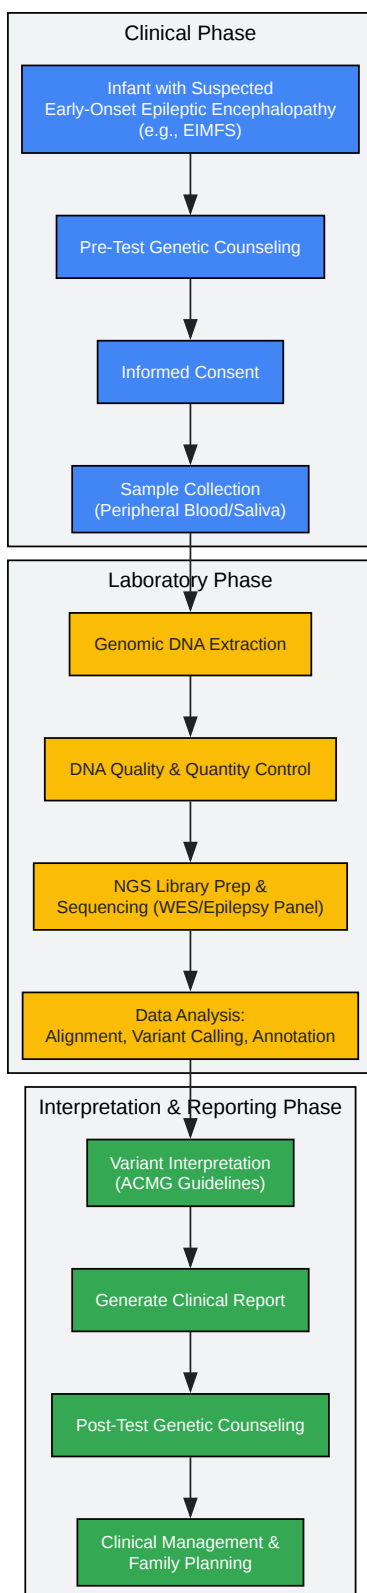 Clinical Phase
Infant with Suspected
Early-Onset Epileptic Encephalopathy
(e.g., EIMFS)
Pre-Test Genetic Counseling
Informed Consent
Sample Collection
(Peripheral Blood/Saliva)
Laboratory Phase
Genomic DNA Extraction
DNA Quality & Quantity Control
NGS Library Prep &
Sequencing (WES/Epilepsy Panel)
Data Analysis:
Alignment, Variant Calling, Annotation
Interpretation & Reporting Phase
Variant Interpretation
(ACMG Guidelines)
Generate Clinical Report
Post-Test Genetic Counseling
Clinical Management &
Family Planning